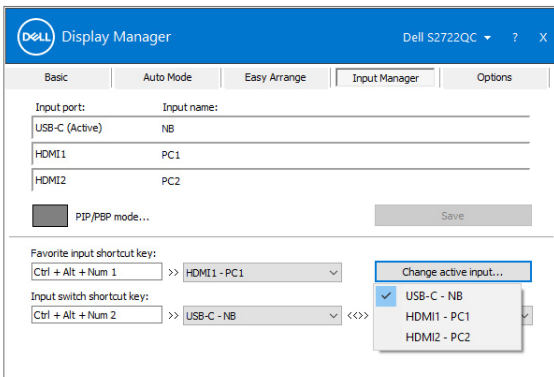 DELL Display Manager Dell S2722QC ? X
Basic Auto Mode Easy Arrange Input Manager Options
Input port: Input name:
USB-C (Active) NB
HDMI1 PC1
HDMI2 PC2
PIP/PBP mode... Save
Favorite input shortcut key:
Ctrl + Alt + Num 1 >> HDMI1 - PC1 Change active input...
Input switch shortcut key:
Ctrl + Alt + Num 2 >> USB-C - NB <<>>
USB-C - NB
HDMI1 - PC1
HDMI2 - PC2